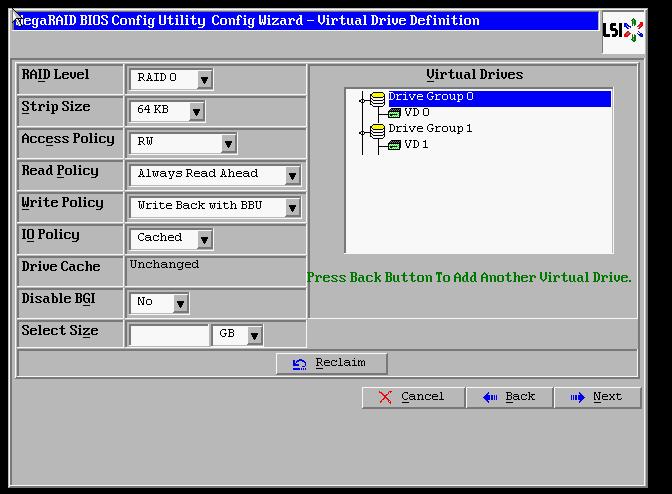 MegaRAID BIOS Config Utility Config Wizard – Virtual Drive Definition
LSI
RAID Level
RAID 0
Strip Size
64 KB
Access Policy
RW
Read Policy
Always Read Ahead
Write Policy
Write Back with BBU
IO Policy
Cached
Drive Cache
Unchanged
Disable BGI
No
Select Size
GB
Virtual Drives
Drive Group 0
VD 0
Drive Group 1
VD 1
Press Back Button To Add Another Virtual Drive.
Reclaim
Cancel
Back
Next